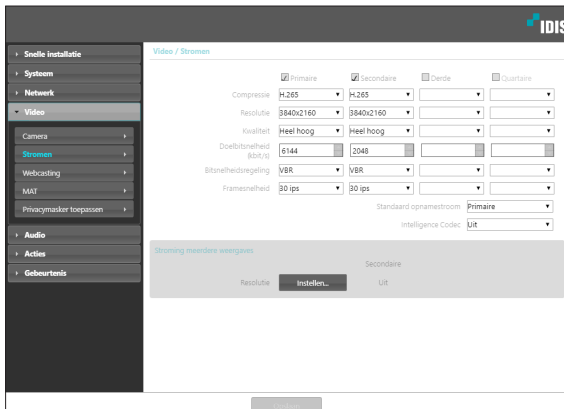 IDIS
Snelle installatie
Systeem
Netwerk
Video
Camera
Stromen
Webcasting
MAT
Privacymasker toepassen
Audio
Acties
Gebeurtenis
Video / Stromen
Primaire Secondaire Derde Quartaire
Compressie H.265 H.265
Resolutie 3840x2160 3840x2160
Kwaliteit Heel hoog Heel hoog
Doelbitsnelheid
(kbit/s) 6144 2048
Bitsnelheidsregeling VBR VBR
Framesnelheid 30 ips 30 ips
Standaard opnamestroom Primaire
Intelligence Codec Uit
Stroming meerdere weergaves
Secondaire
Resolutie Instellen... Uit